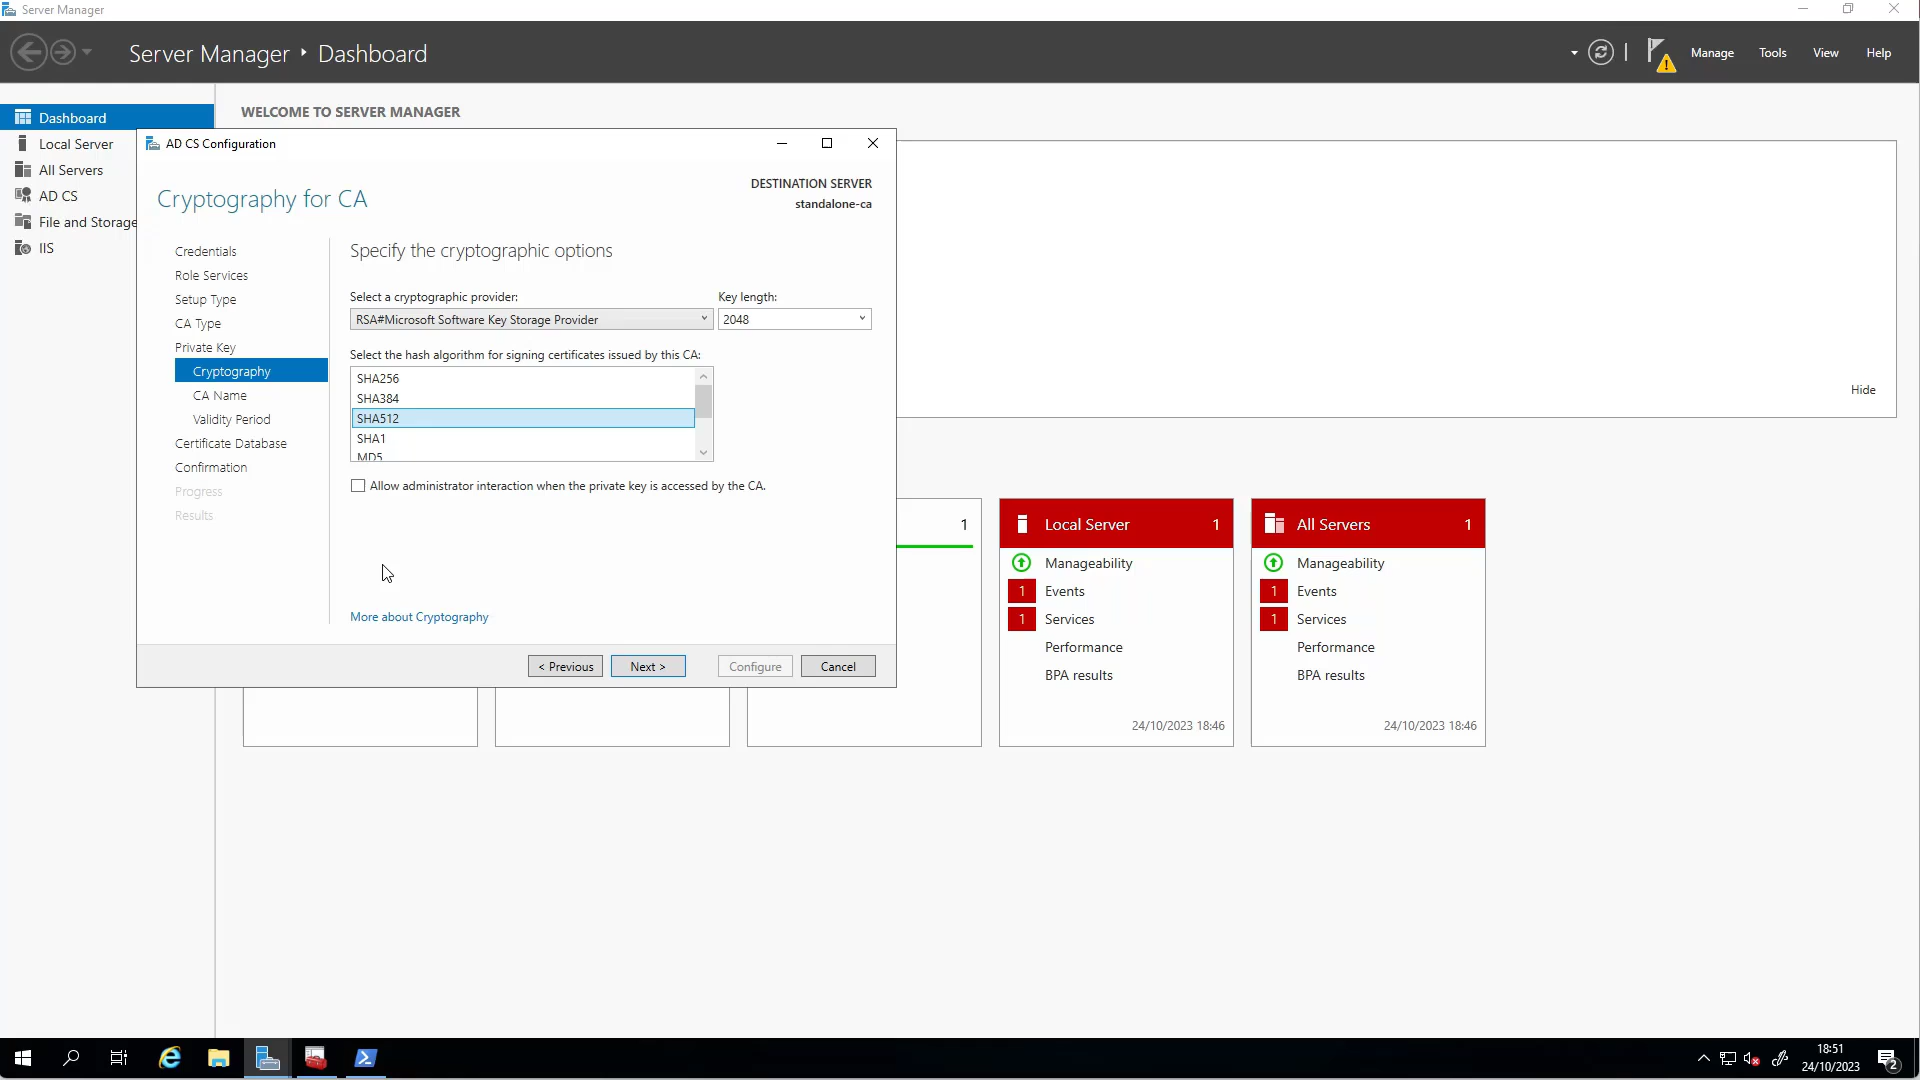 Server Manager
Server Manager ‣ Dashboard
Manage Tools View Help
Dashboard
Local Server
All Servers
AD CS
File and Storage
IIS
WELCOME TO SERVER MANAGER
AD CS Configuration
Cryptography for CA
DESTINATION SERVER
standalone-ca
Credentials
Role Services
Setup Type
CA Type
Private Key
Cryptography
CA Name
Validity Period
Certificate Database
Confirmation
Progress
Results
Specify the cryptographic options
Select a cryptographic provider: Key length:
RSA#Microsoft Software Key Storage Provider 2048
Select the hash algorithm for signing certificates issued by this CA:
SHA256
SHA384
SHA512
SHA1
MD5
Allow administrator interaction when the private key is accessed by the CA.
More about Cryptography
< Previous Next > Configure Cancel
Hide
1
Local Server 1
Manageability
1 Events
1 Services
Performance
BPA results
24/10/2023 18:46
All Servers 1
Manageability
1 Events
1 Services
Performance
BPA results
24/10/2023 18:46
18:51
24/10/2023
2